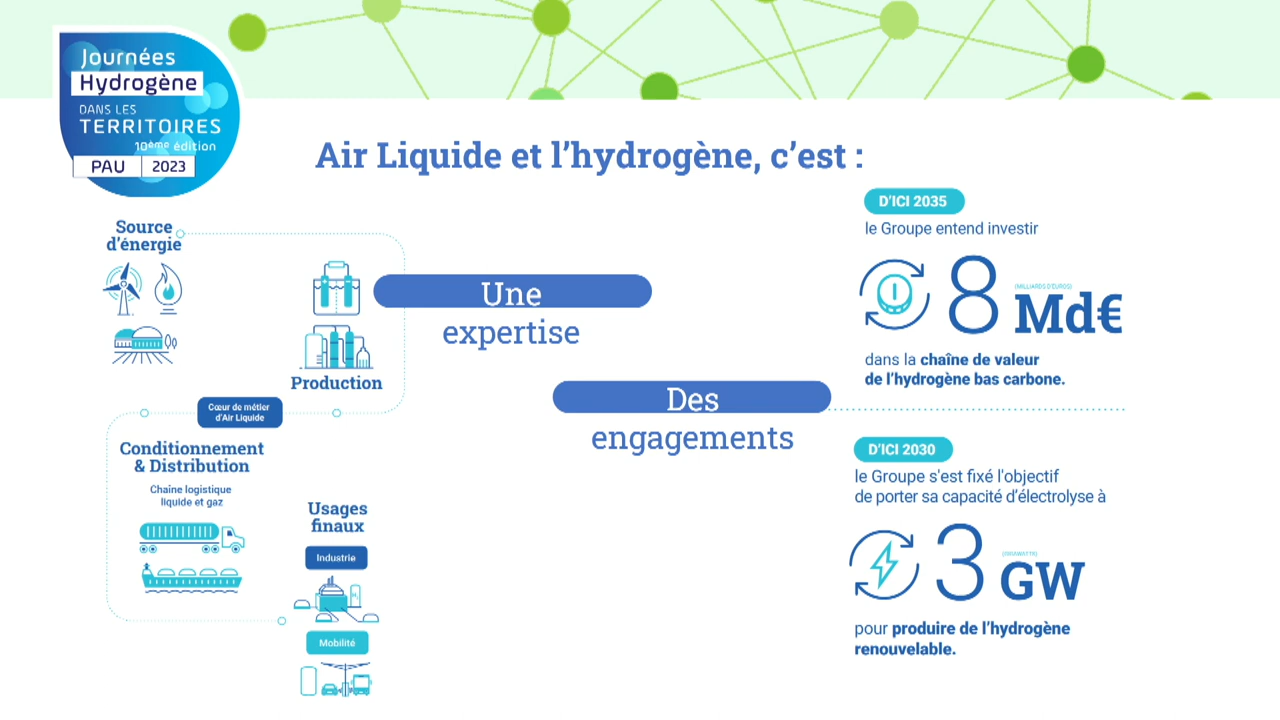 Journées
Hydrogène
DANS LES
TERRITOIRES
10ème édition
PAU 2023
Air Liquide et l'hydrogène, c'est :
Source
d'énergie
Production
Cœur de métier
d'Air Liquide
Conditionnement
& Distribution
Chaîne logistique
liquide et gaz
Usages
finaux
Industrie
H₂
Mobilité
Une
expertise
Des
engagements
D'ICI 2035
le Groupe entend investir
8
(MILLIARDS D'EUROS)
Md€
dans la chaîne de valeur
de l'hydrogène bas carbone.
D'ICI 2030
le Groupe s'est fixé l'objectif
de porter sa capacité d'électrolyse à
3
(GIGAWATTS)
GW
pour produire de l'hydrogène
renouvelable.